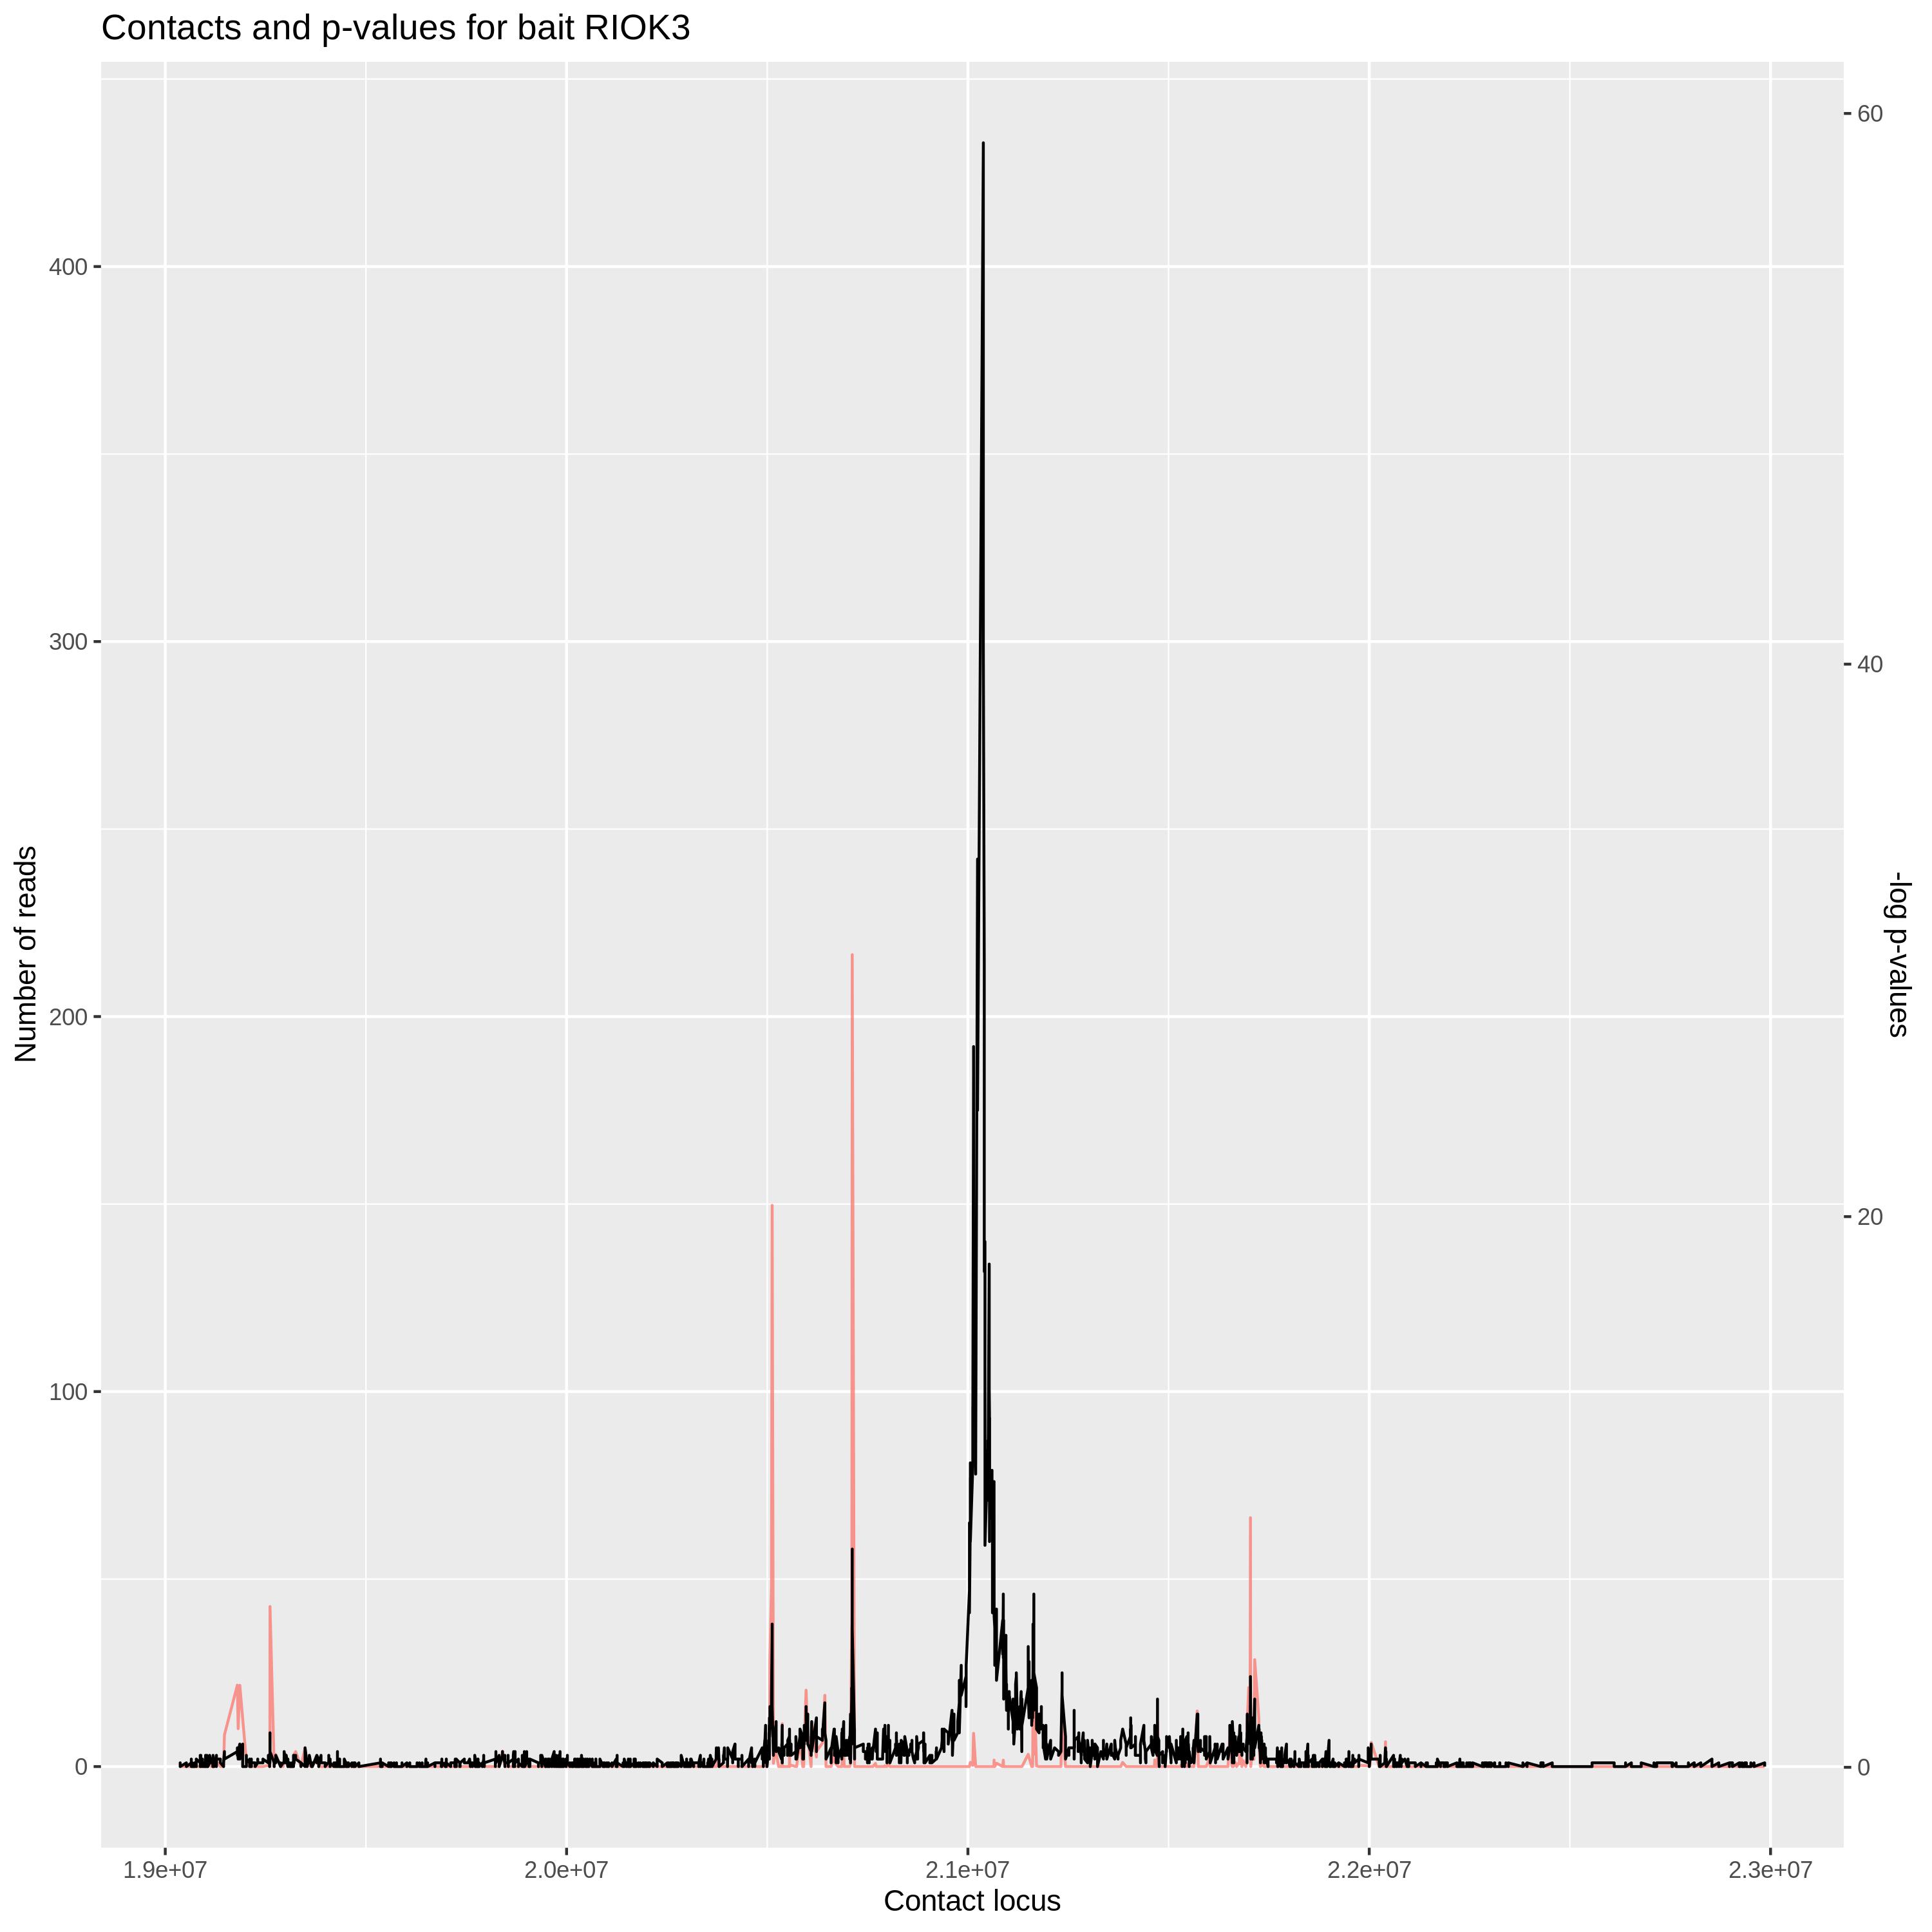 Contacts and p-values for bait RIOK3
Number of reads
400
300
200
100
0
60
40
20
0
-log p-values
1.9e+07
2.0e+07
2.1e+07
2.2e+07
2.3e+07
Contact locus